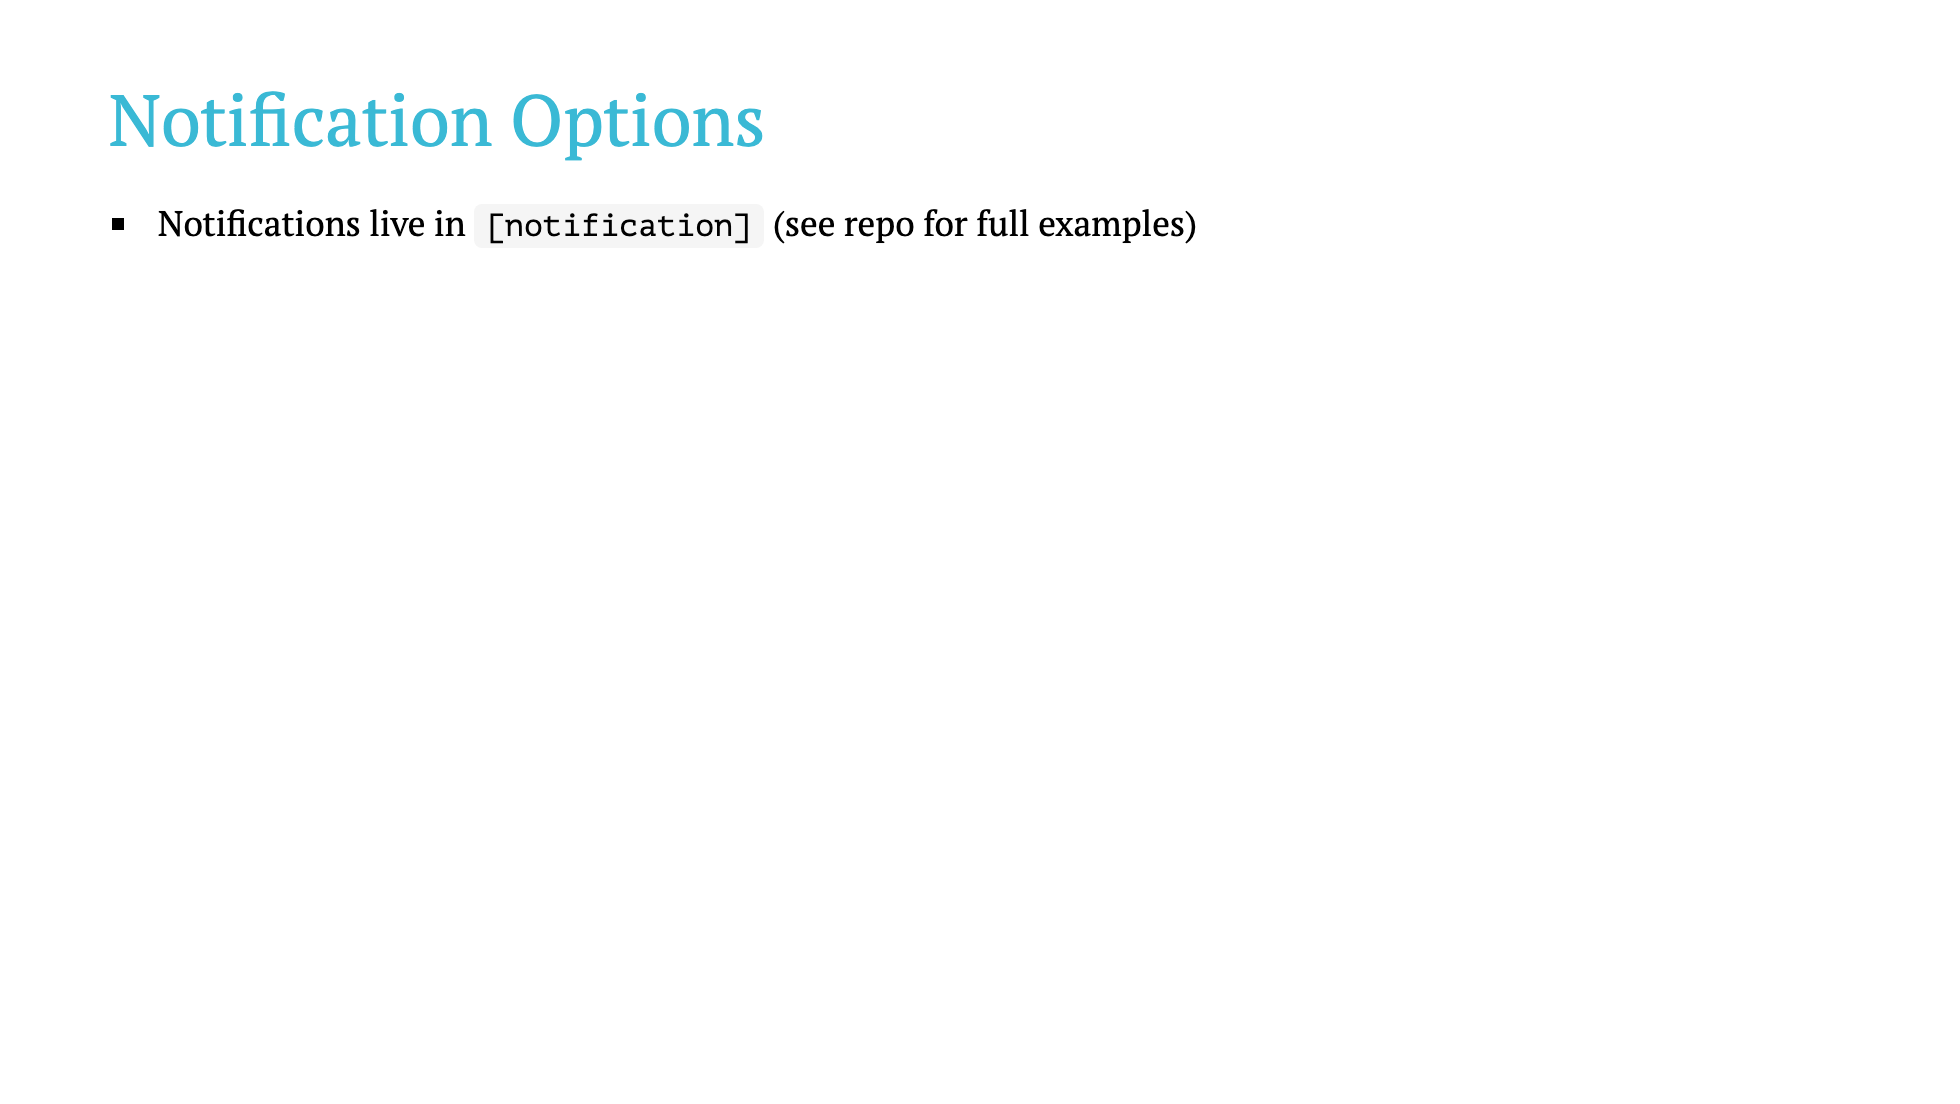 Notification Options
▪ Notifications live in [notification] (see repo for full examples)